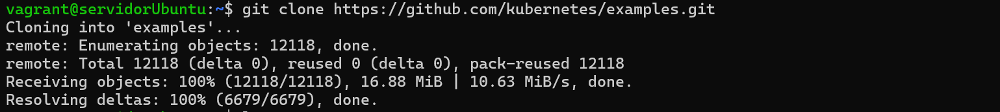 vagrant@servidorUbuntu:~$ git clone https://github.com/kubernetes/examples.git
Cloning into 'examples'...
remote: Enumerating objects: 12118, done.
remote: Total 12118 (delta 0), reused 0 (delta 0), pack-reused 12118
Receiving objects: 100% (12118/12118), 16.88 MiB | 10.63 MiB/s, done.
Resolving deltas: 100% (6679/6679), done.